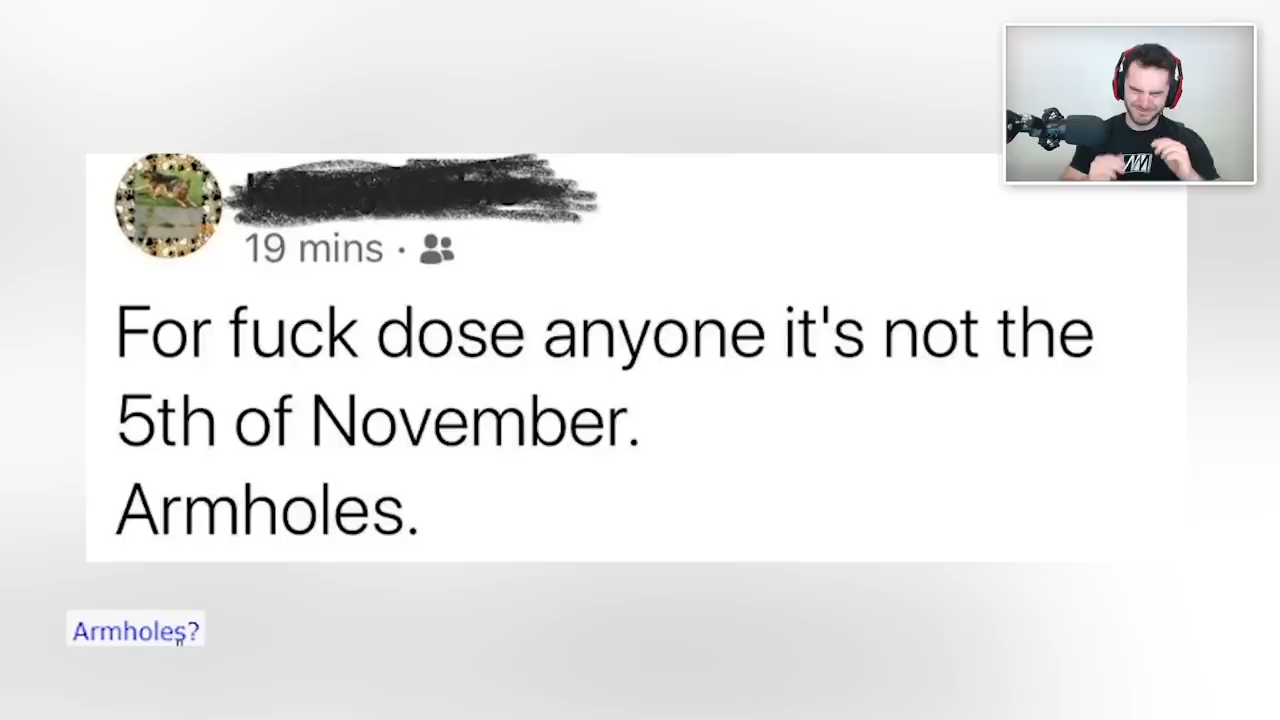 19 mins ·
For fuck dose anyone it's not the
5th of November.
Armholes.
Armholes?